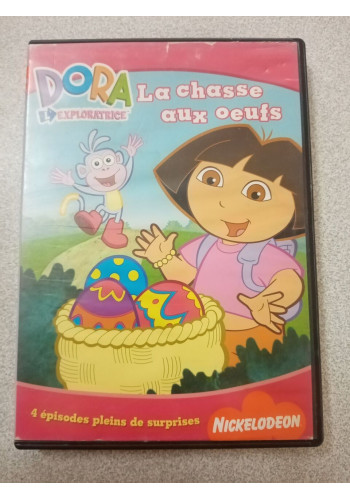 DORA
L'EXPLORATRICE
La chasse
aux oeufs
4 épisodes pleins de surprises
NICKELODEON